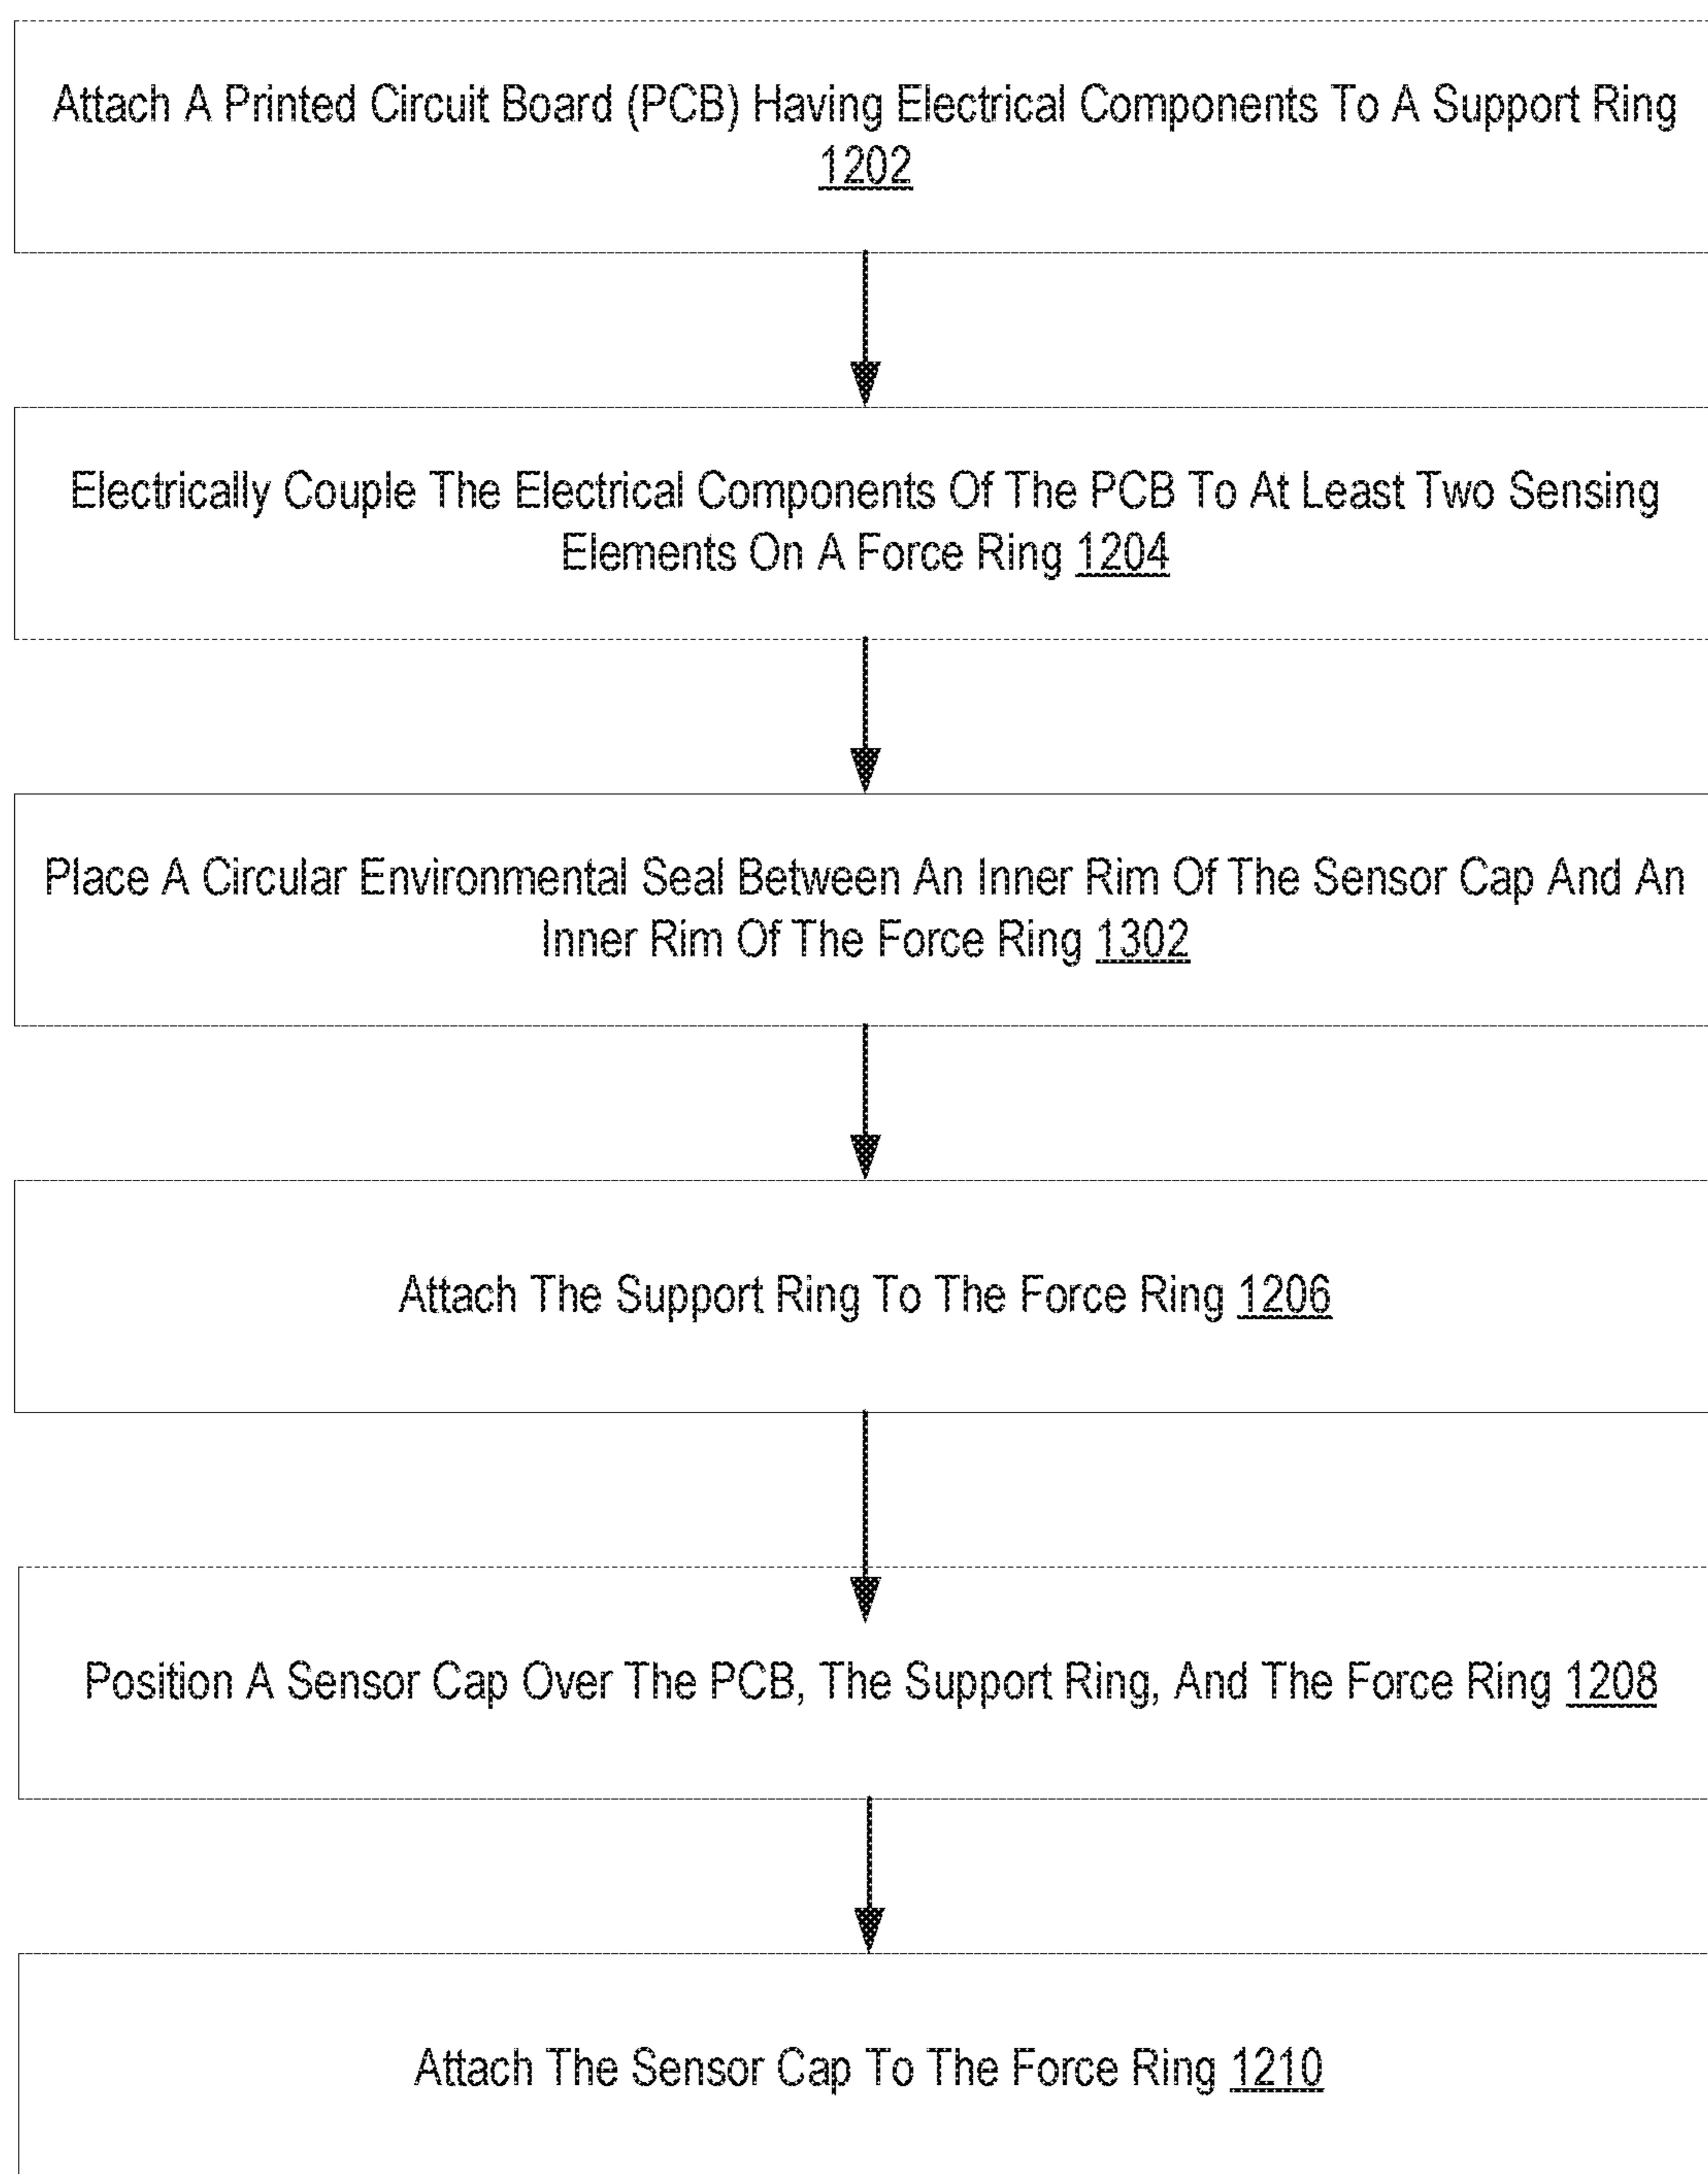 Attach A Printed Circuit Board (PCB) Having Electrical Components To A Support Ring
1202
Electrically Couple The Electrical Components Of The PCB To At Least Two Sensing
Elements On A Force Ring 1204
Place A Circular Environmental Seal Between An Inner Rim Of The Sensor Cap And An
Inner Rim Of The Force Ring 1302
Attach The Support Ring To The Force Ring 1206
Position A Sensor Cap Over The PCB, The Support Ring, And The Force Ring 1208
Attach The Sensor Cap To The Force Ring 1210